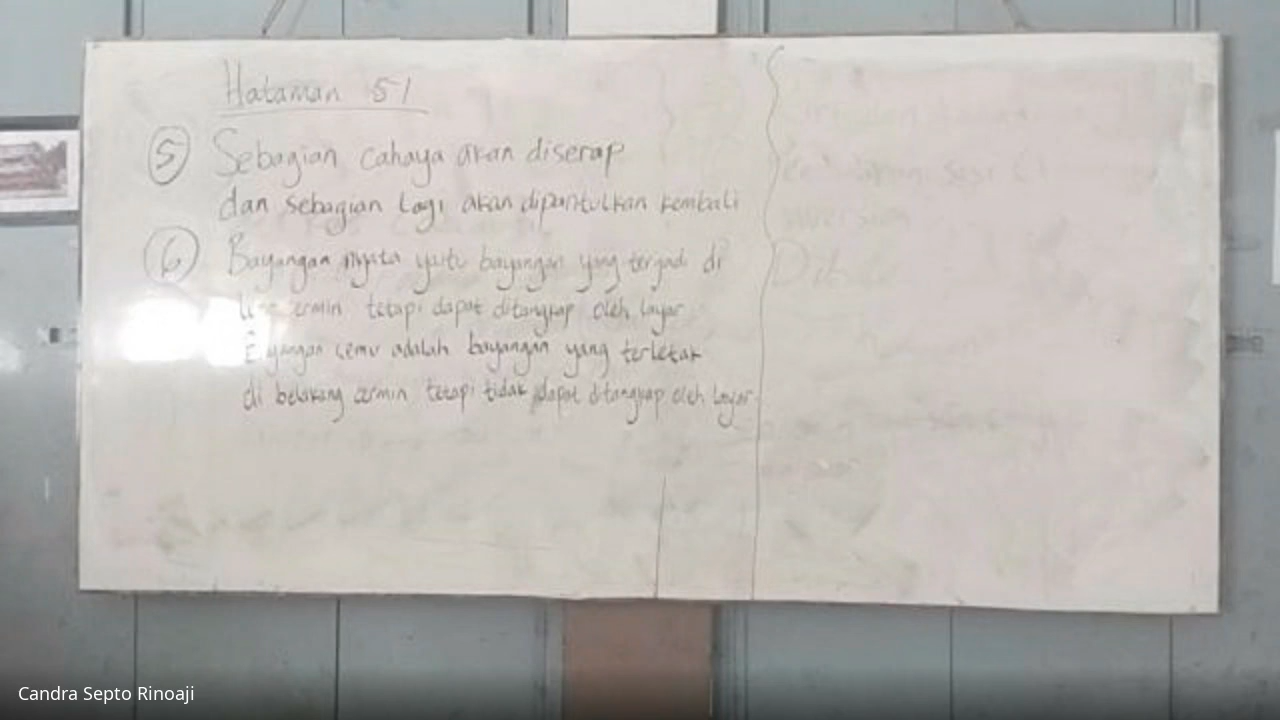 Halaman 51
⑤ Sebagian cahaya akan diserap
dan sebagian lagi akan dipantulkan kembali
⑥ Bayangan nyata yaitu bayangan yang terjadi di
cermin tetapi dapat ditangkap oleh layar
Bayangan semu adalah bayangan yang terletak
di belakang cermin tetapi tidak dapat ditangkap oleh layar
Candra Septo Rinoaji